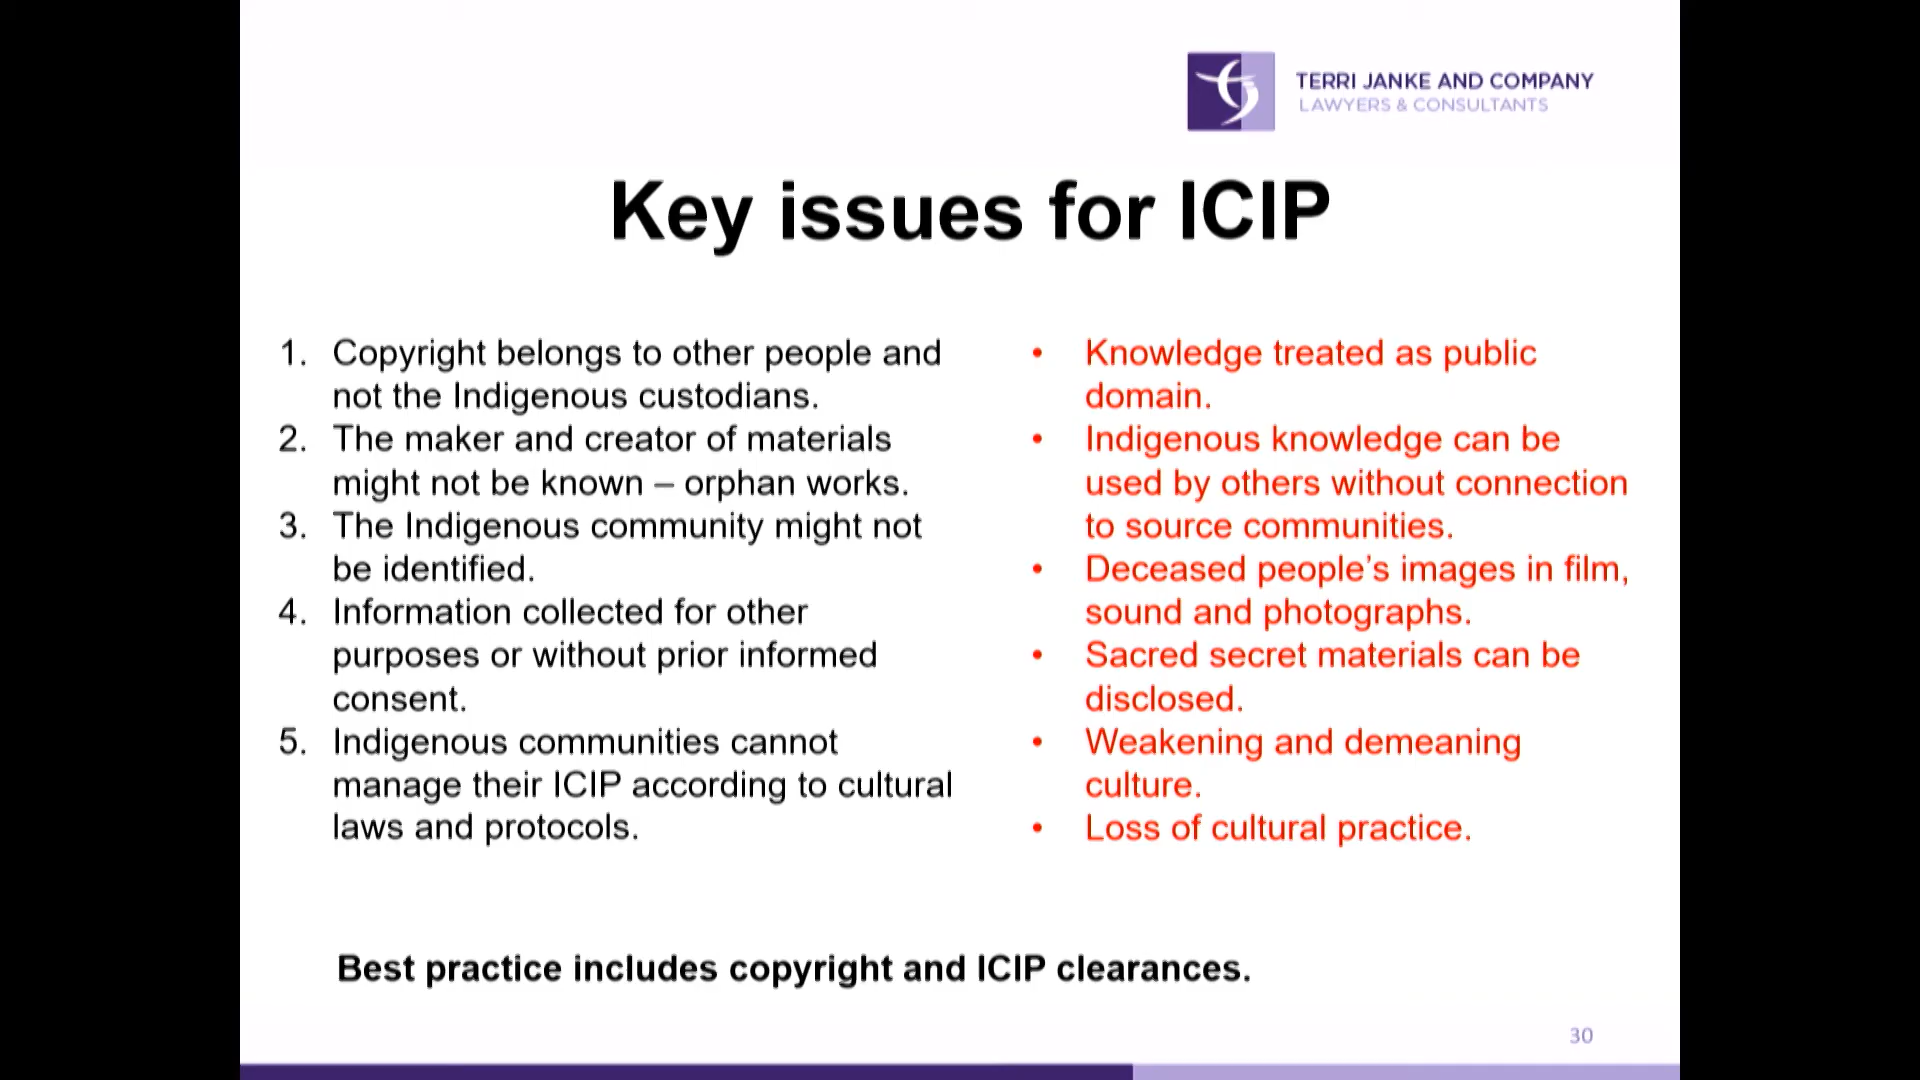 TERRI JANKE AND COMPANY
LAWYERS & CONSULTANTS
Key issues for ICIP
1. Copyright belongs to other people and
not the Indigenous custodians.
2. The maker and creator of materials
might not be known – orphan works.
3. The Indigenous community might not
be identified.
4. Information collected for other
purposes or without prior informed
consent.
5. Indigenous communities cannot
manage their ICIP according to cultural
laws and protocols.
• Knowledge treated as public
domain.
• Indigenous knowledge can be
used by others without connection
to source communities.
• Deceased people’s images in film,
sound and photographs.
• Sacred secret materials can be
disclosed.
• Weakening and demeaning
culture.
• Loss of cultural practice.
Best practice includes copyright and ICIP clearances.
30